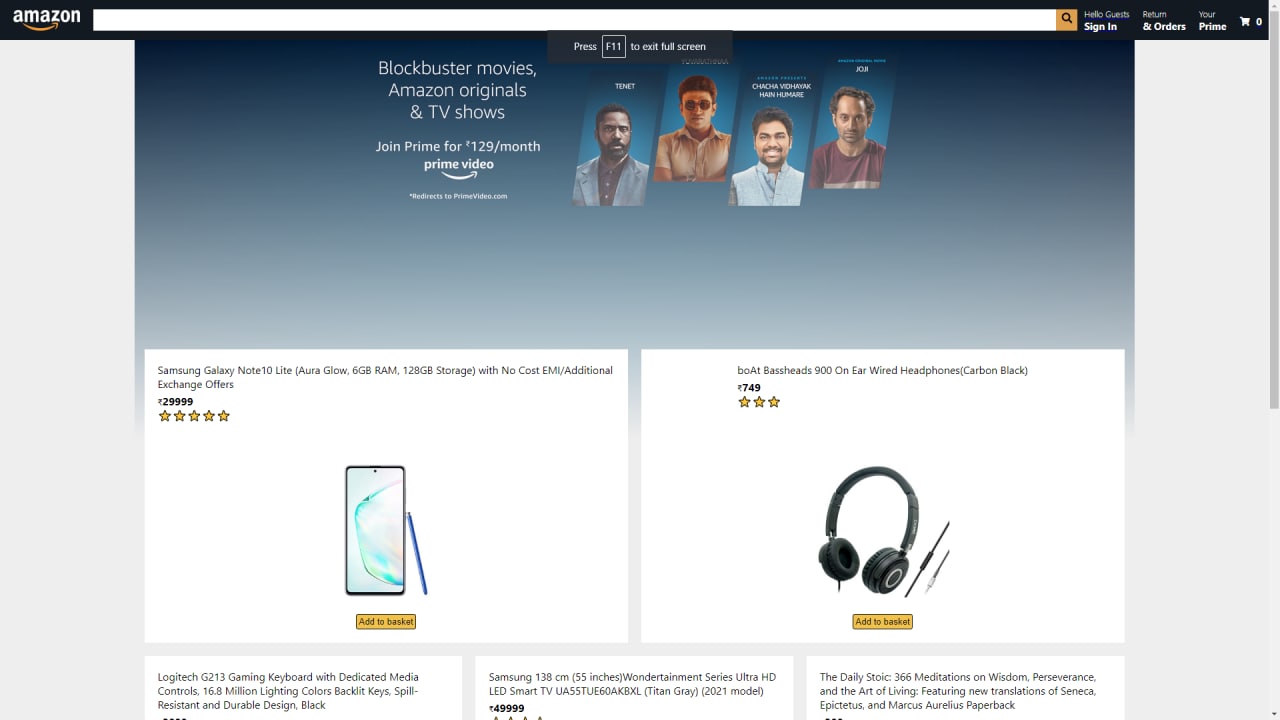 amazon
Hello Guests
Sign In
Return
& Orders
Your
Prime
0
Press F11 to exit full screen
Blockbuster movies,
Amazon originals
& TV shows
Join Prime for ₹129/month
prime video
*Redirects to PrimeVideo.com
TENET
YUVARATHNAA
AMAZON PRESENTS
CHACHA VIDHAYAK
HAIN HUMARE
AMAZON ORIGINAL MOVIE
JOJI
Samsung Galaxy Note10 Lite (Aura Glow, 6GB RAM, 128GB Storage) with No Cost EMI/Additional
Exchange Offers
₹29999
Add to basket
boAt Bassheads 900 On Ear Wired Headphones(Carbon Black)
₹749
Add to basket
Logitech G213 Gaming Keyboard with Dedicated Media
Controls, 16.8 Million Lighting Colors Backlit Keys, Spill-
Resistant and Durable Design, Black
Samsung 138 cm (55 inches)Wondertainment Series Ultra HD
LED Smart TV UA55TUE60AKBXL (Titan Gray) (2021 model)
₹49999
The Daily Stoic: 366 Meditations on Wisdom, Perseverance,
and the Art of Living: Featuring new translations of Seneca,
Epictetus, and Marcus Aurelius Paperback